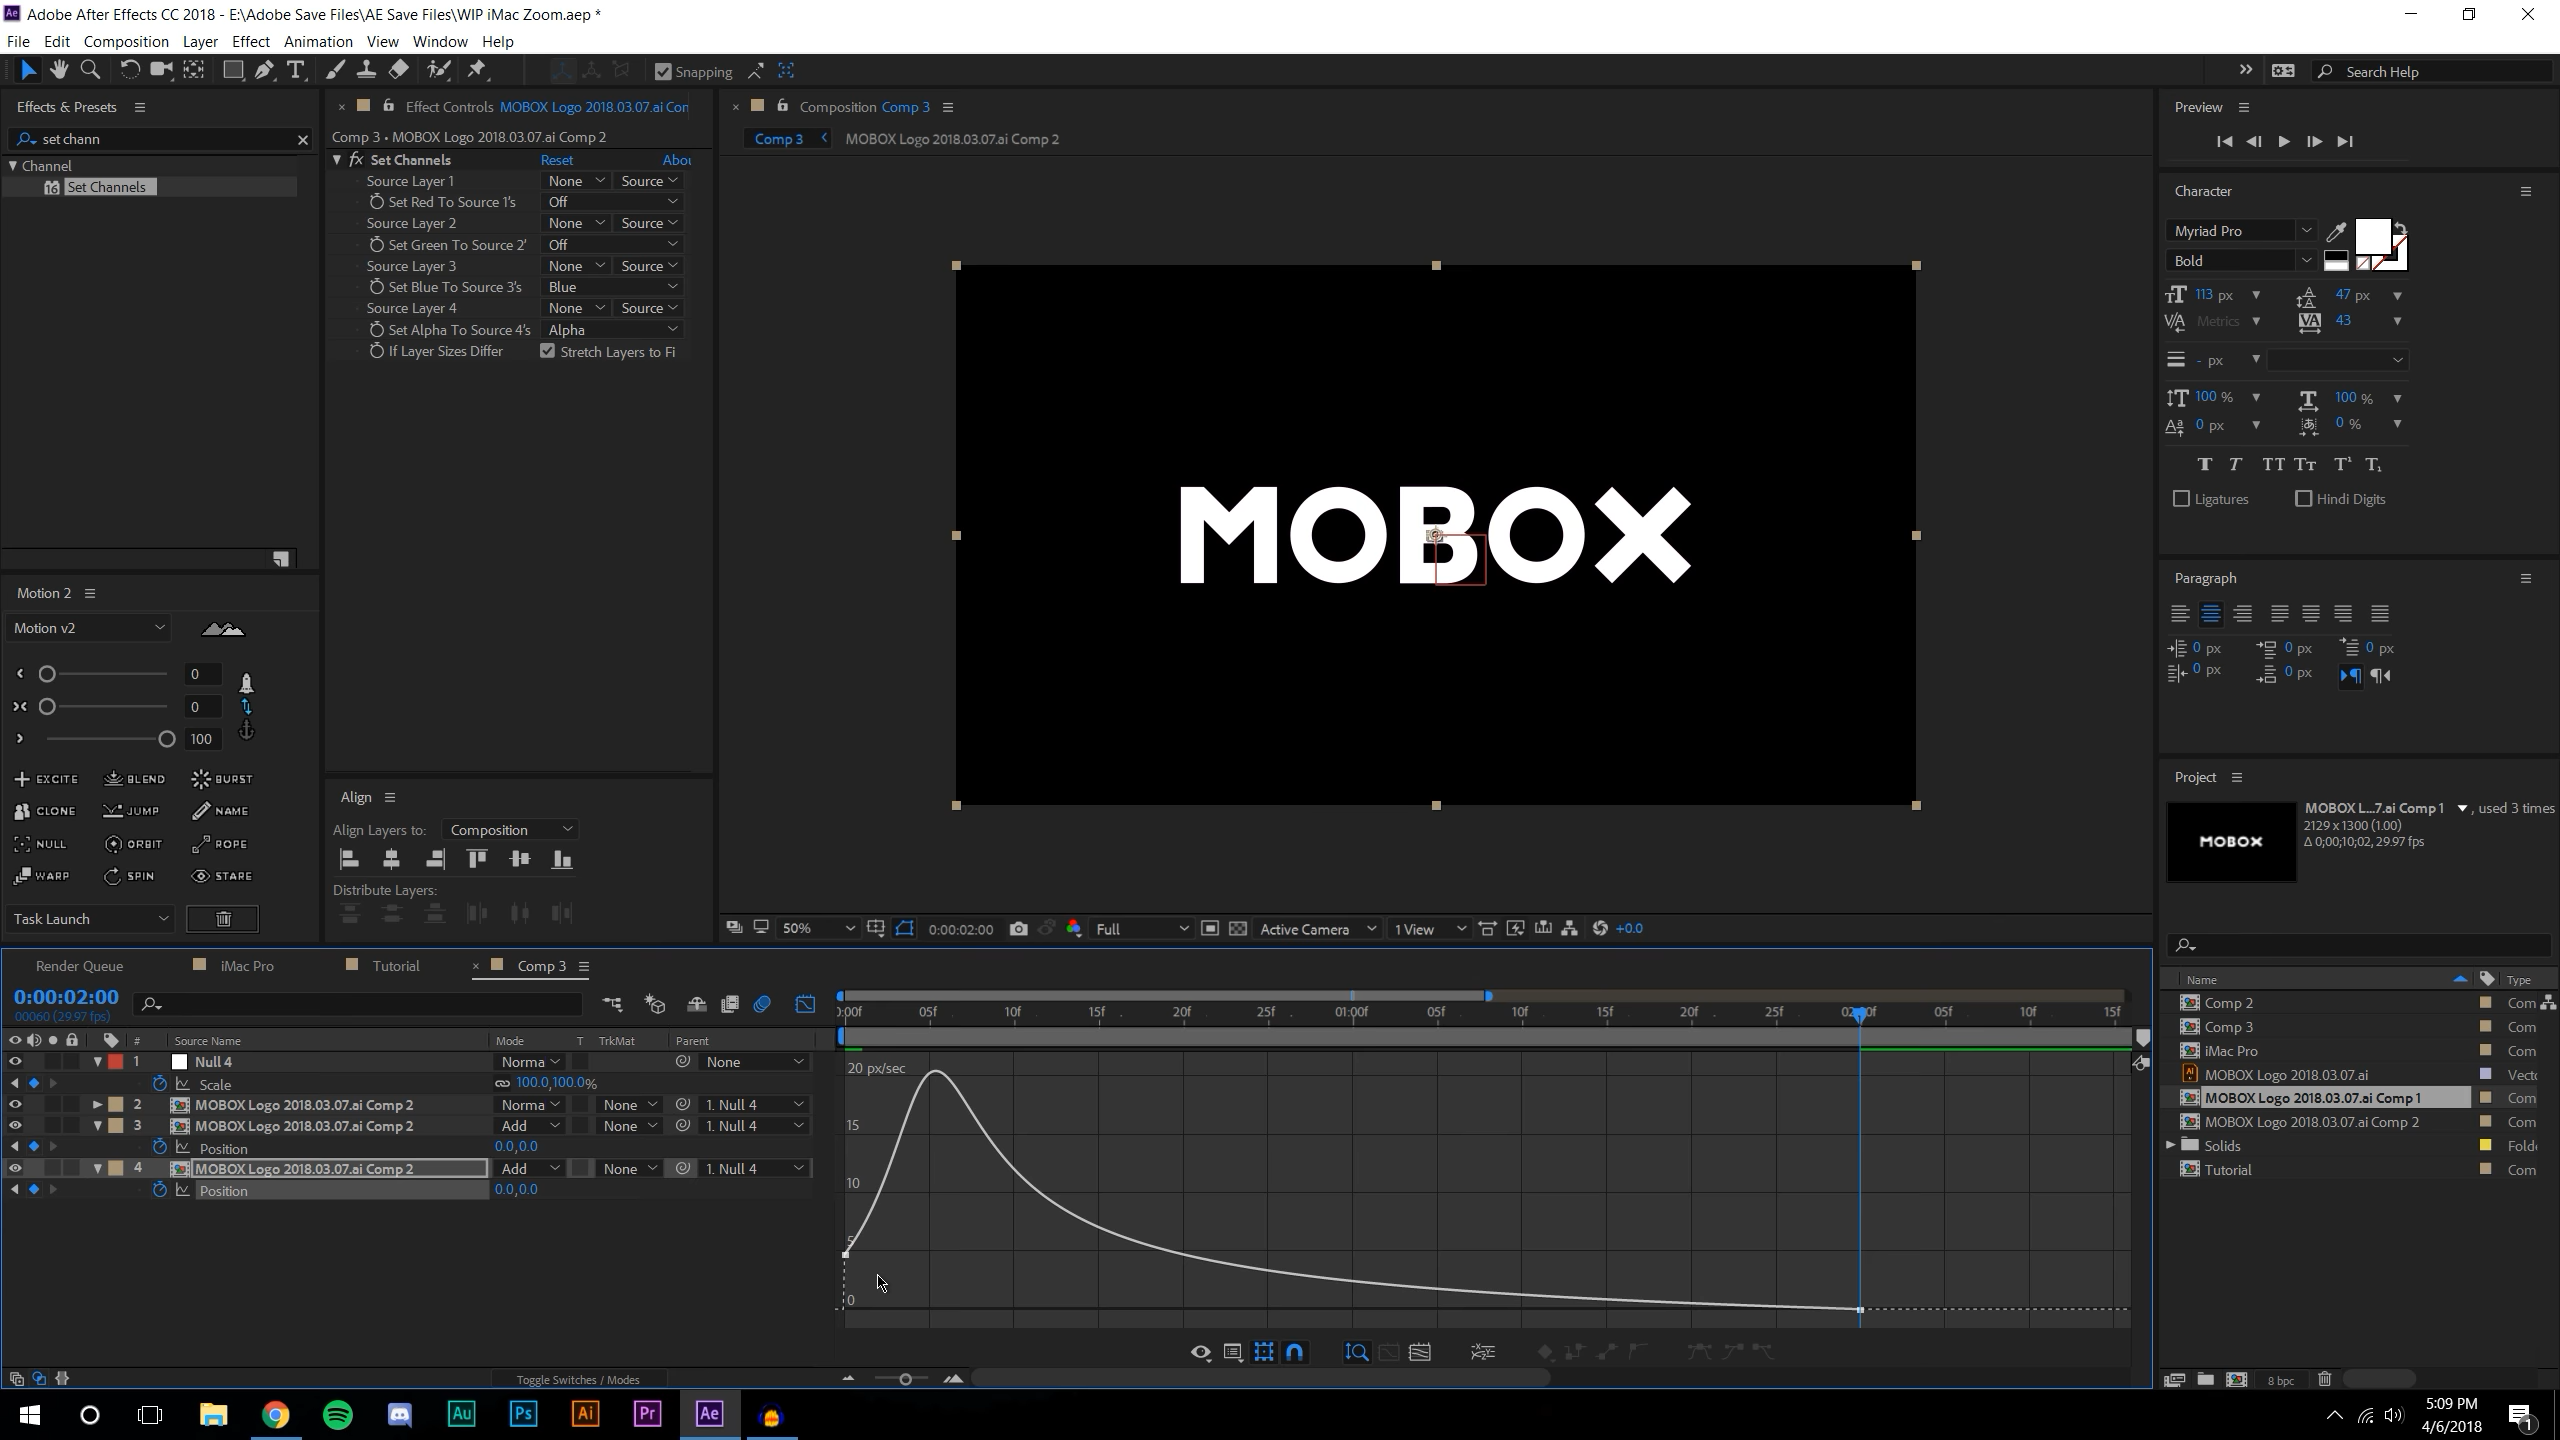 Adobe After Effects CC 2018 - E:\Adobe Save Files\AE Save Files\WIP iMac Zoom.aep *
File Edit Composition Layer Effect Animation View Window Help
Snapping
Search Help
Effects & Presets
set chann
Channel
Set Channels
Motion 2
Motion v2
0
0
100
EXCITE BLEND BURST
CLONE JUMP NAME
NULL ORBIT ROPE
WARP SPIN STARE
Task Launch
Effect Controls MOBOX Logo 2018.03.07.ai Con
Comp 3 • MOBOX Logo 2018.03.07.ai Comp 2
fx Set Channels Reset Abou
Source Layer 1 None Source
Set Red To Source 1's Off
Source Layer 2 None Source
Set Green To Source 2' Off
Source Layer 3 None Source
Set Blue To Source 3's Blue
Source Layer 4 None Source
Set Alpha To Source 4's Alpha
If Layer Sizes Differ Stretch Layers to Fi
Align
Align Layers to: Composition
Distribute Layers:
Composition Comp 3
Comp 3 MOBOX Logo 2018.03.07.ai Comp 2
MOBOX
50% 0:00:02:00 Full Active Camera 1 View +0.0
Preview
Character
Myriad Pro
Bold
113 px 47 px
Metrics 43
- px
100 % 100 %
0 px 0 %
Ligatures Hindi Digits
Paragraph
0 px 0 px 0 px
0 px 0 px
Project
MOBOX L...7.ai Comp 1 , used 3 times
2129 x 1300 (1.00)
Δ 0;00;10;02, 29.97 fps
Name Type
Comp 2 Com
Comp 3 Com
iMac Pro Com
MOBOX Logo 2018.03.07.ai Vecto
MOBOX Logo 2018.03.07.ai Comp 1 Com
MOBOX Logo 2018.03.07.ai Comp 2 Com
Solids Folde
Tutorial Com
8 bpc
Render Queue iMac Pro Tutorial Comp 3
0:00:02:00
00060 (29.97 fps)
# Source Name Mode T TrkMat Parent
1 Null 4 Norma None
Scale 100.0,100.0%
2 MOBOX Logo 2018.03.07.ai Comp 2 Norma None 1. Null 4
3 MOBOX Logo 2018.03.07.ai Comp 2 Add None 1. Null 4
Position 0.0,0.0
4 MOBOX Logo 2018.03.07.ai Comp 2 Add None 1. Null 4
Position 0.0,0.0
0:00f 05f 10f 15f 20f 25f 01:00f 05f 10f 15f 20f 25f 05f 10f 15f
20 px/sec
15
10
5
0
Toggle Switches / Modes
Au Ps Ai Pr Ae
5:09 PM
4/6/2018
1